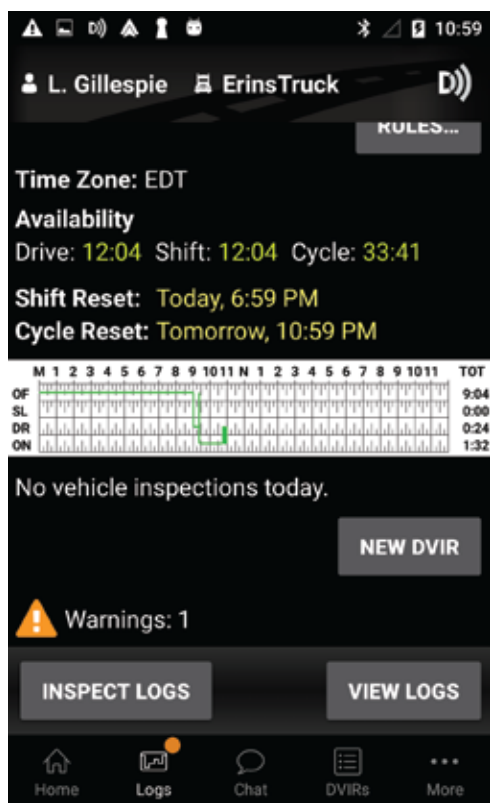 10:59
L. Gillespie ErinsTruck D))
RULES...
Time Zone: EDT
Availability
Drive: 12:04 Shift: 12:04 Cycle: 33:41
Shift Reset: Today, 6:59 PM
Cycle Reset: Tomorrow, 10:59 PM
M 1 2 3 4 5 6 7 8 9 10 11 N 1 2 3 4 5 6 7 8 9 10 11 TOT
OF 9:04
SL 0:00
DR 0:24
ON 1:32
No vehicle inspections today.
NEW DVIR
Warnings: 1
INSPECT LOGS VIEW LOGS
Home Logs Chat DVIRs More